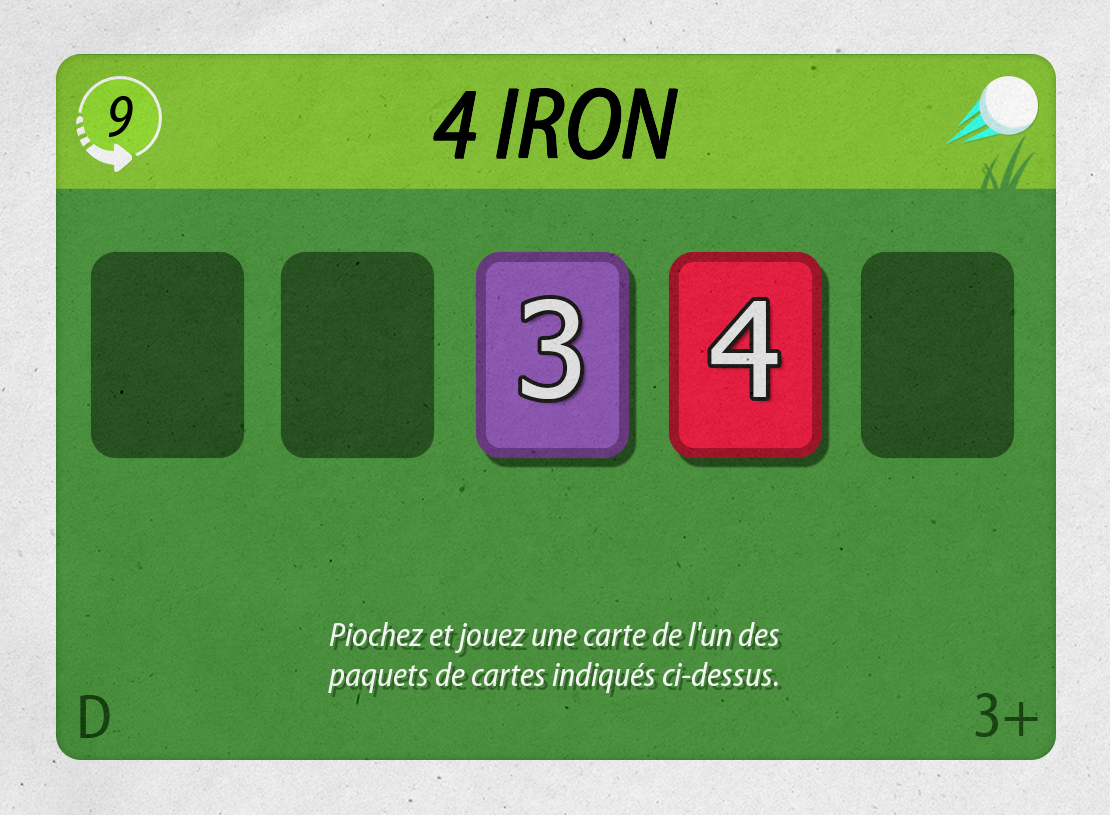 9
4 IRON
3 4
Piochez et jouez une carte de l'un des
paquets de cartes indiqués ci-dessus.
D 3+